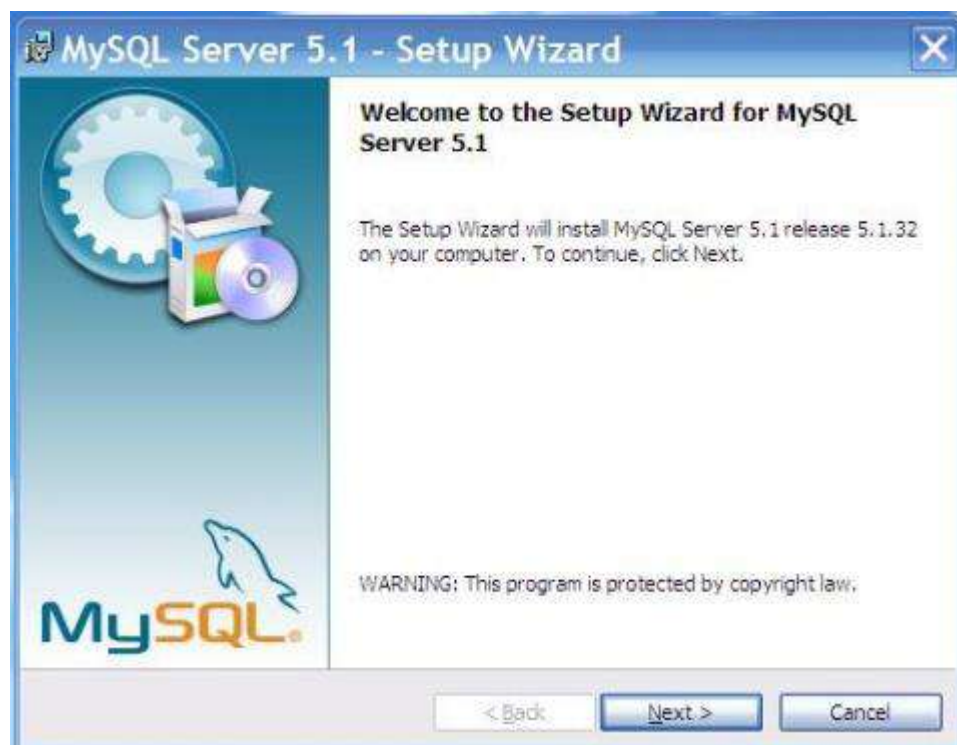 MySQL Server 5.1 - Setup Wizard
Welcome to the Setup Wizard for MySQL
Server 5.1
The Setup Wizard will install MySQL Server 5.1 release 5.1.32
on your computer. To continue, click Next.
WARNING: This program is protected by copyright law.
MySQL.
< Back
Next >
Cancel